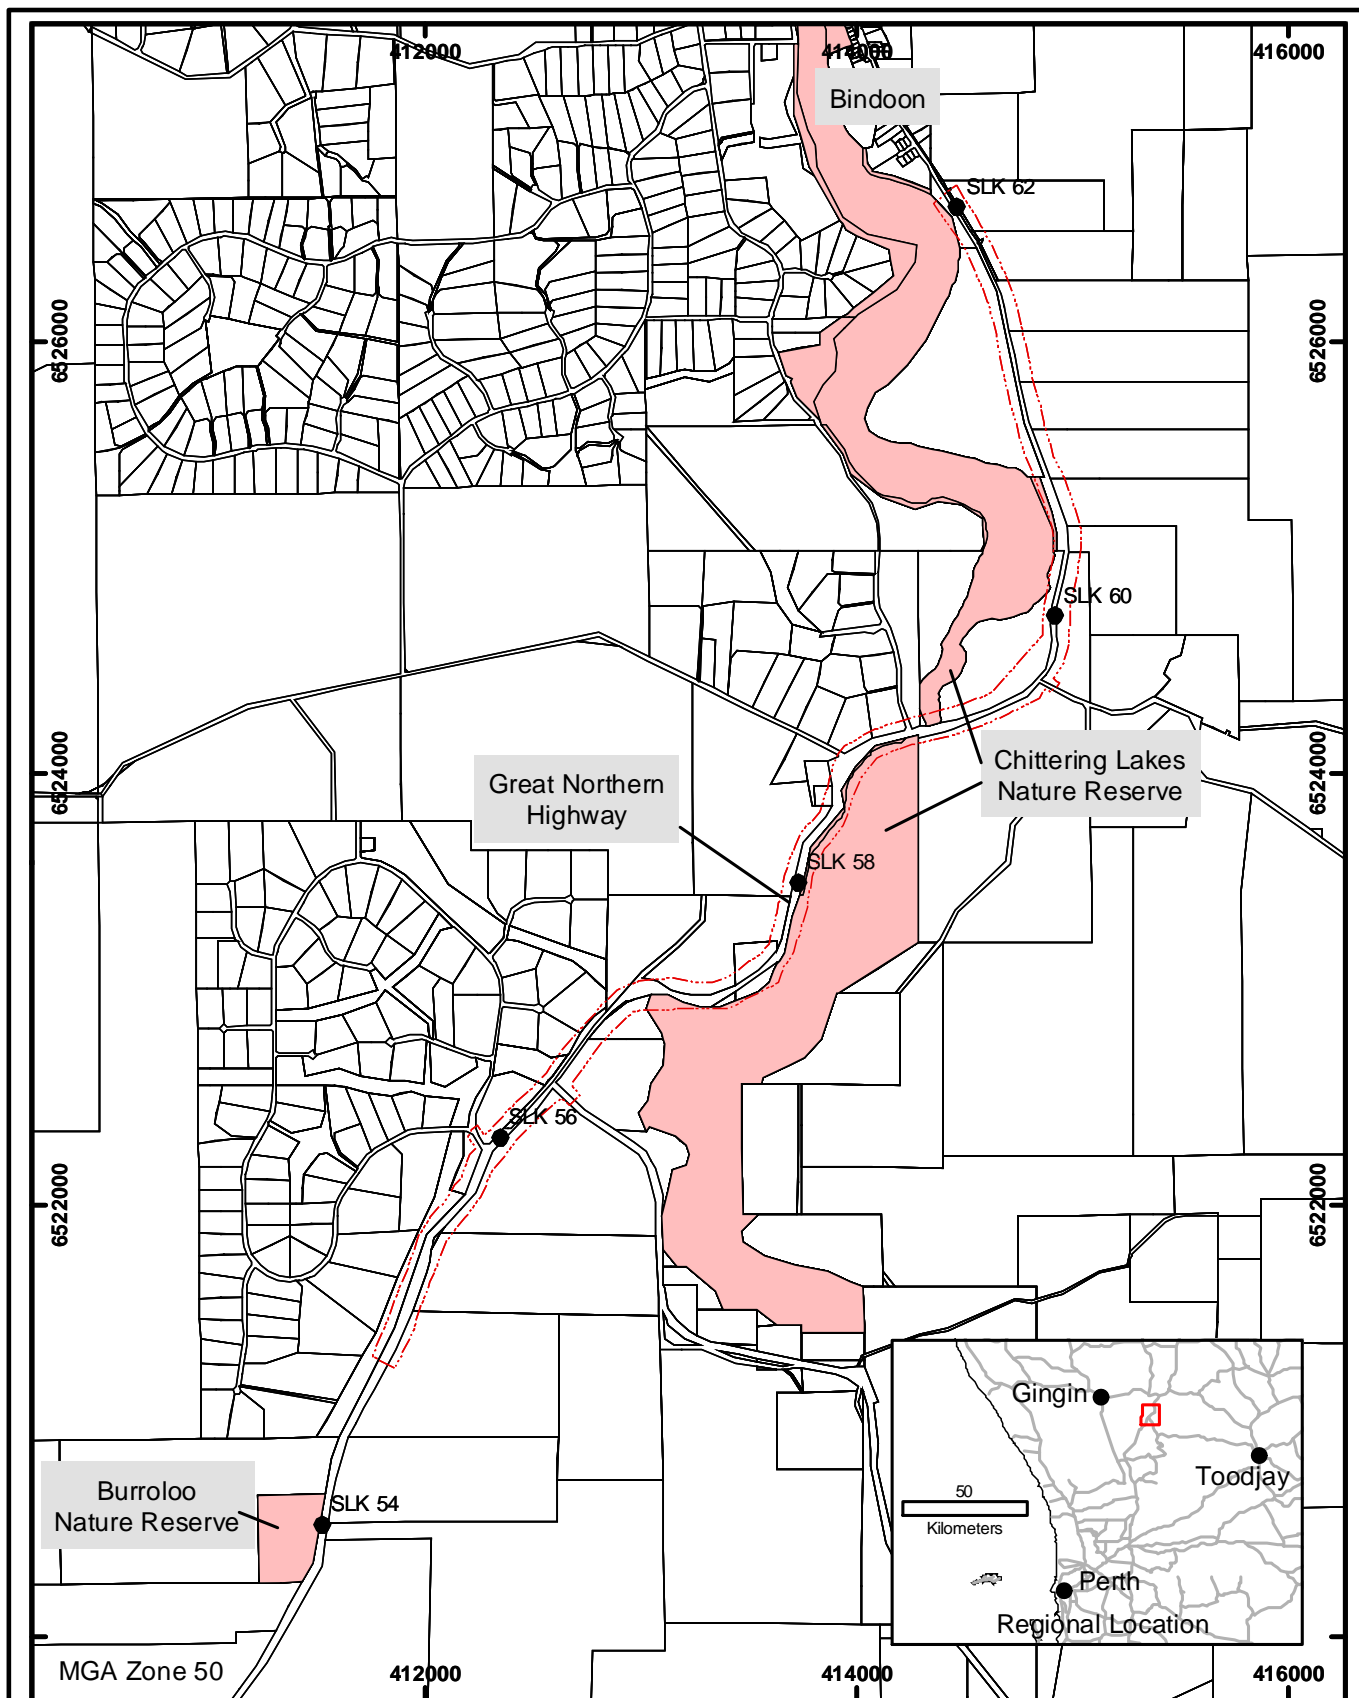 412000
414000
416000
Bindoon
SLK 62
6526000
6526000
SLK 60
Chittering Lakes
Nature Reserve
Great Northern
Highway
6524000
6524000
SLK 58
SLK 56
6522000
6522000
Burroloo
Nature Reserve
SLK 54
Gingin
Toodjay
50
Kilometers
Perth
Regional Location
MGA Zone 50
412000
414000
416000